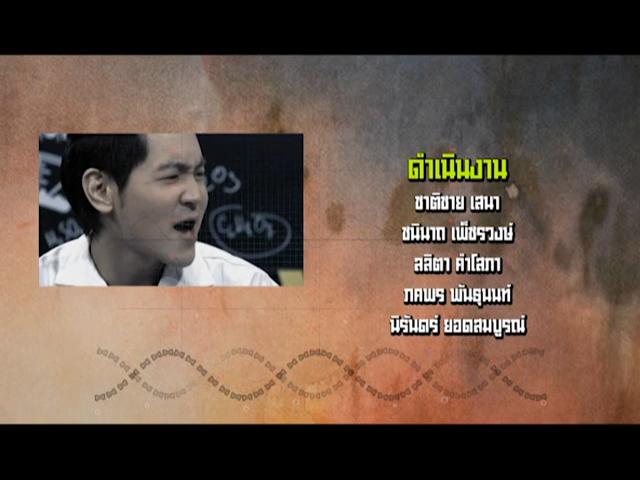 ดำเนินงาน
ชาติชาย เสนา
ชนินาถ เพ็ชรวงษ์
ลลิตา คำโสภา
ภคพร พันธุนนท์
นิรันดร์ ยอดสมบูรณ์